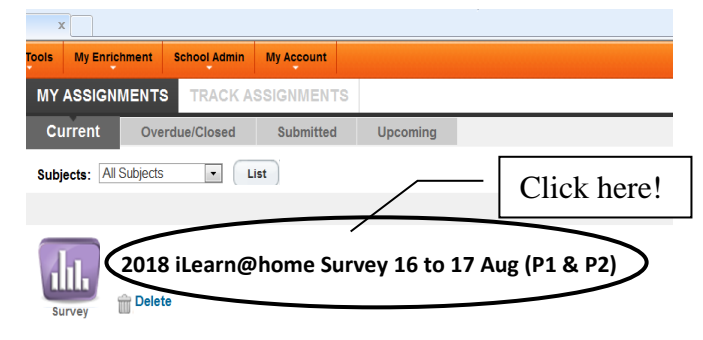 x
Tools My Enrichment School Admin My Account
MY ASSIGNMENTS TRACK ASSIGNMENTS
Current Overdue/Closed Submitted Upcoming
Subjects: All Subjects List
Click here!
2018 iLearn@home Survey 16 to 17 Aug (P1 & P2)
Delete
Survey